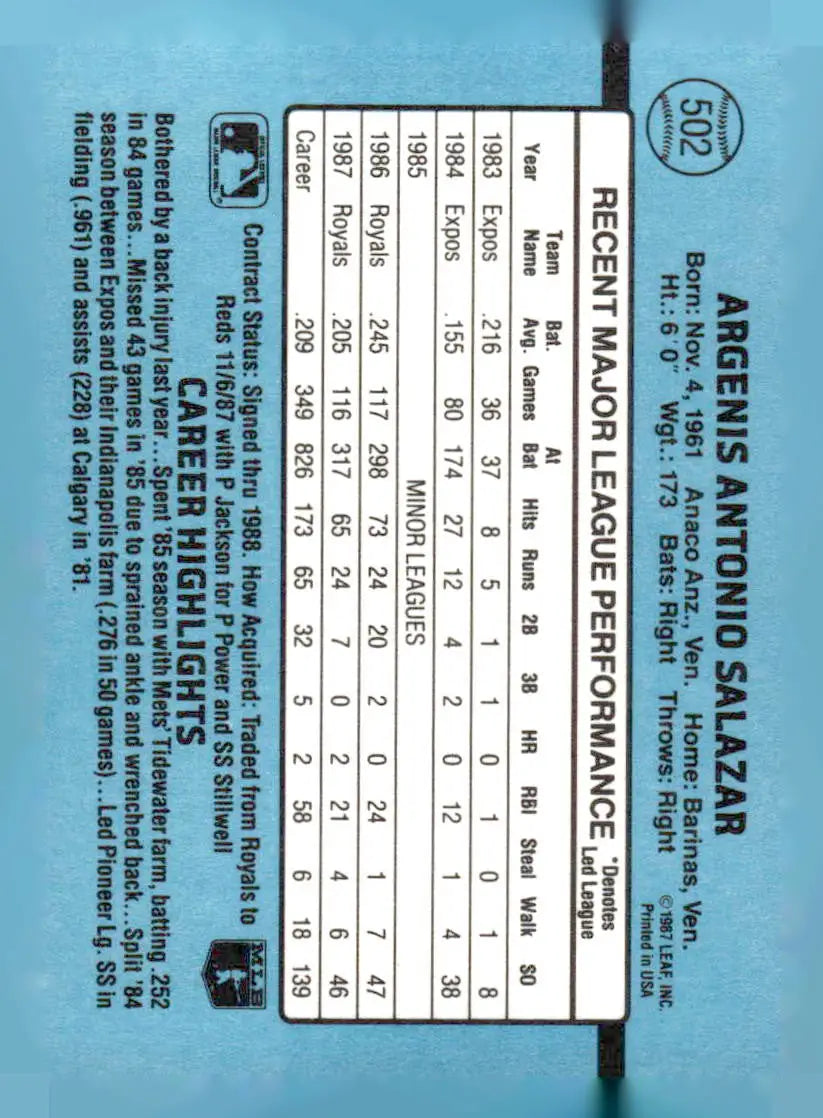 502
ARGENIS ANTONIO SALAZAR
Born: Nov. 4, 1961 Anaco Anz., Ven. Home: Barinas, Ven.
Ht.: 6'0" Wgt.: 173 Bats: Right Throws: Right
©1987 LEAF, INC.
Printed in USA
RECENT MAJOR LEAGUE PERFORMANCE *Denotes
Led League
Team Bat. At
Year Name Avg. Games Bat Hits Runs 2B 3B HR RBI Steal Walk SO
1983 Expos .216 36 37 8 5 1 1 0 1 0 1 8
1984 Expos .155 80 174 27 12 4 2 0 12 1 4 38
1985 MINOR LEAGUES
1986 Royals .245 117 298 73 24 20 2 0 24 1 7 47
1987 Royals .205 116 317 65 24 7 0 2 21 4 6 46
Career .209 349 826 173 65 32 5 2 58 6 18 139
Contract Status: Signed thru 1988. How Acquired: Traded from Royals to
Reds 11/6/87 with P Jackson for P Power and SS Stillwell
MLB
CAREER HIGHLIGHTS
Bothered by a back injury last year...Spent '85 season with Mets' Tidewater farm, batting .252
in 84 games...Missed 43 games in '85 due to sprained ankle and wrenched back...Split '84
season between Expos and their Indianapolis farm (.276 in 50 games)...Led Pioneer Lg. SS in
fielding (.961) and assists (228) at Calgary in '81.